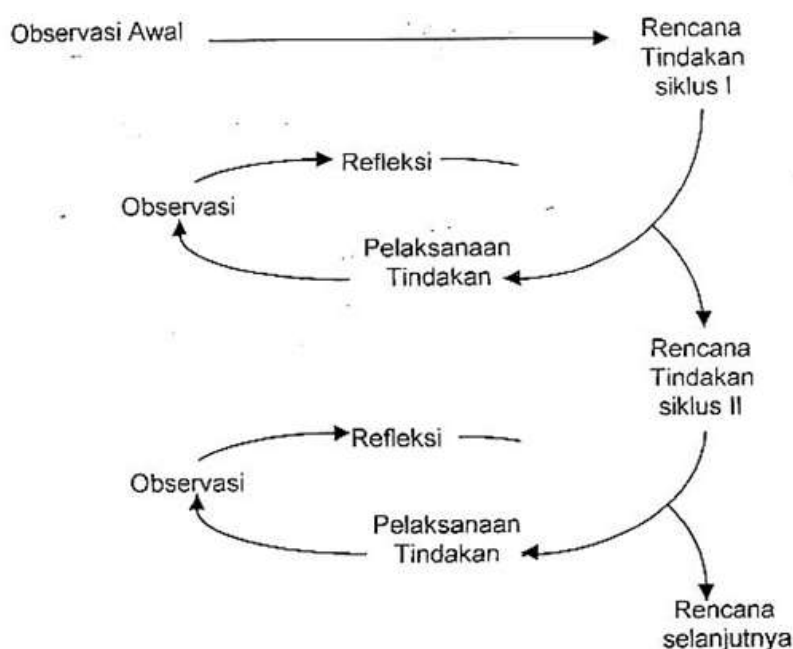 Observasi Awal
Rencana
Tindakan
siklus I
Refleksi
Observasi
Pelaksanaan
Tindakan
Rencana
Tindakan
siklus II
Refleksi
Observasi
Pelaksanaan
Tindakan
Rencana
selanjutnya